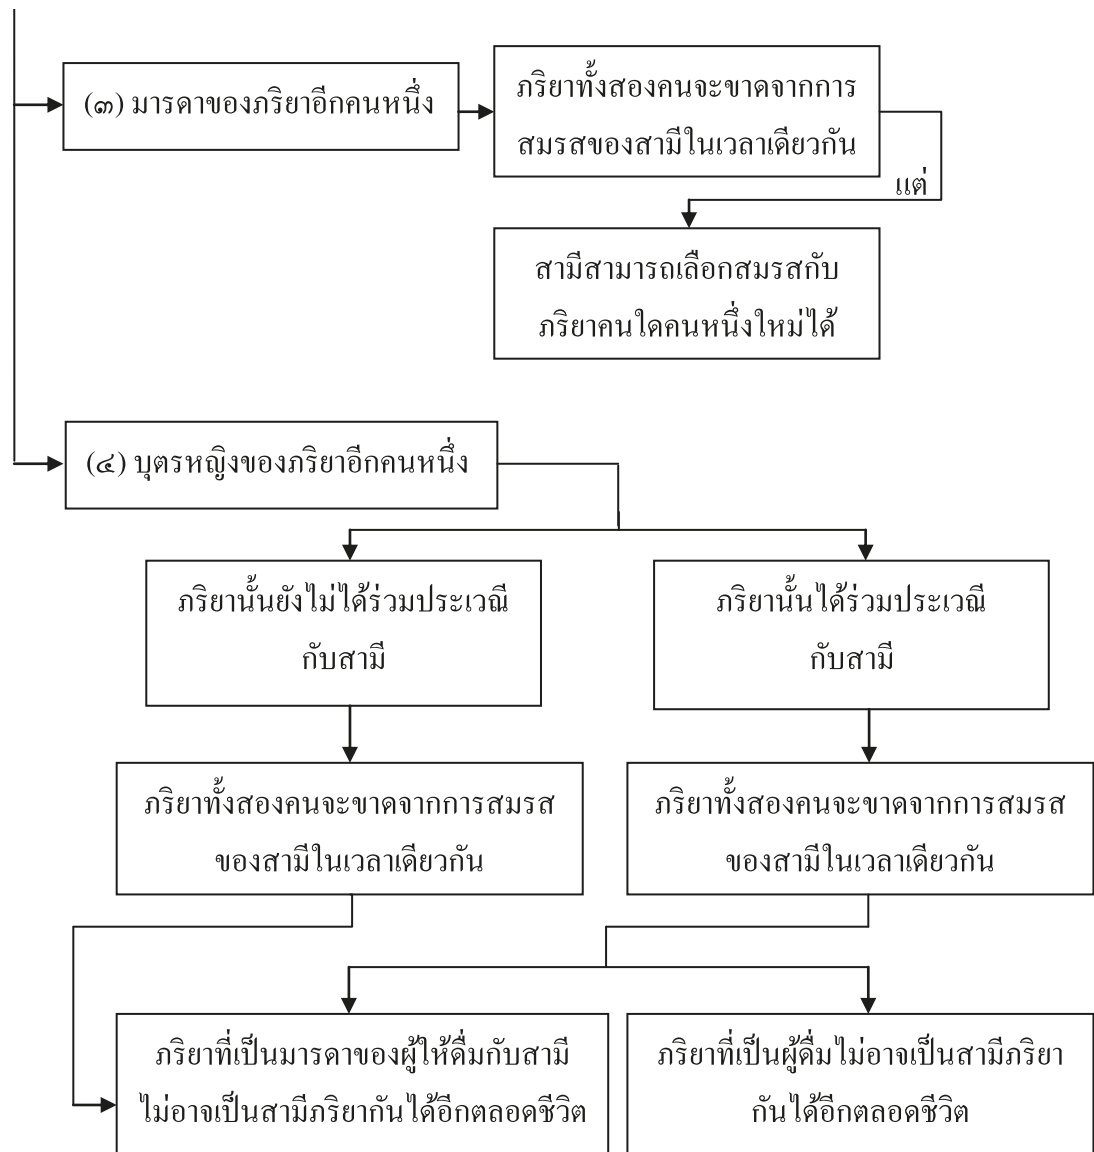 (๓) มารดาของภริยาอีกคนหนึ่ง
ภริยาทั้งสองคนจะขาดจากการ
สมรสของสามีในเวลาเดียวกัน
แต่
สามีสามารถเลือกสมรสกับ
ภริยาคนใดคนหนึ่งใหม่ได้
(๔) บุตรหญิงของภริยาอีกคนหนึ่ง
ภริยานั้นยังไม่ได้ร่วมประเวณี
กับสามี
ภริยานั้นได้ร่วมประเวณี
กับสามี
ภริยาทั้งสองคนจะขาดจากการสมรส
ของสามีในเวลาเดียวกัน
ภริยาทั้งสองคนจะขาดจากการสมรส
ของสามีในเวลาเดียวกัน
ภริยาที่เป็นมารดาของผู้ให้ดื่มกับสามี
ไม่อาจเป็นสามีภริยากันได้อีกตลอดชีวิต
ภริยาที่เป็นผู้ดื่มไม่อาจเป็นสามีภริยา
กันได้อีกตลอดชีวิต